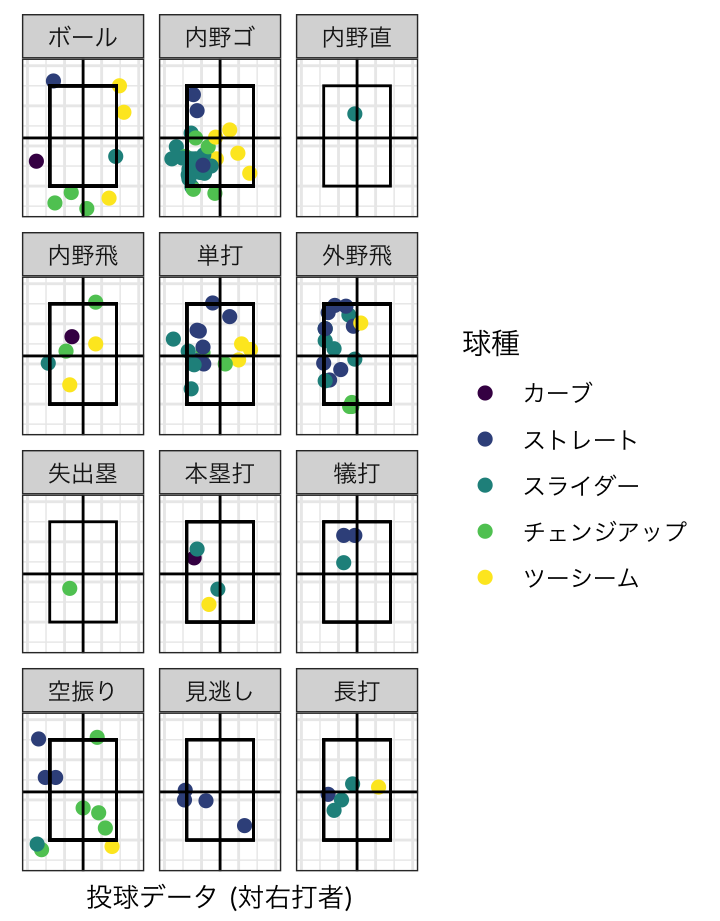 ボール
内野ゴ
内野直
内野飛
単打
外野飛
失出塁
本塁打
犠打
空振り
見逃し
長打
投球データ (対右打者)
球種
カーブ
ストレート
スライダー
チェンジアップ
ツーシーム